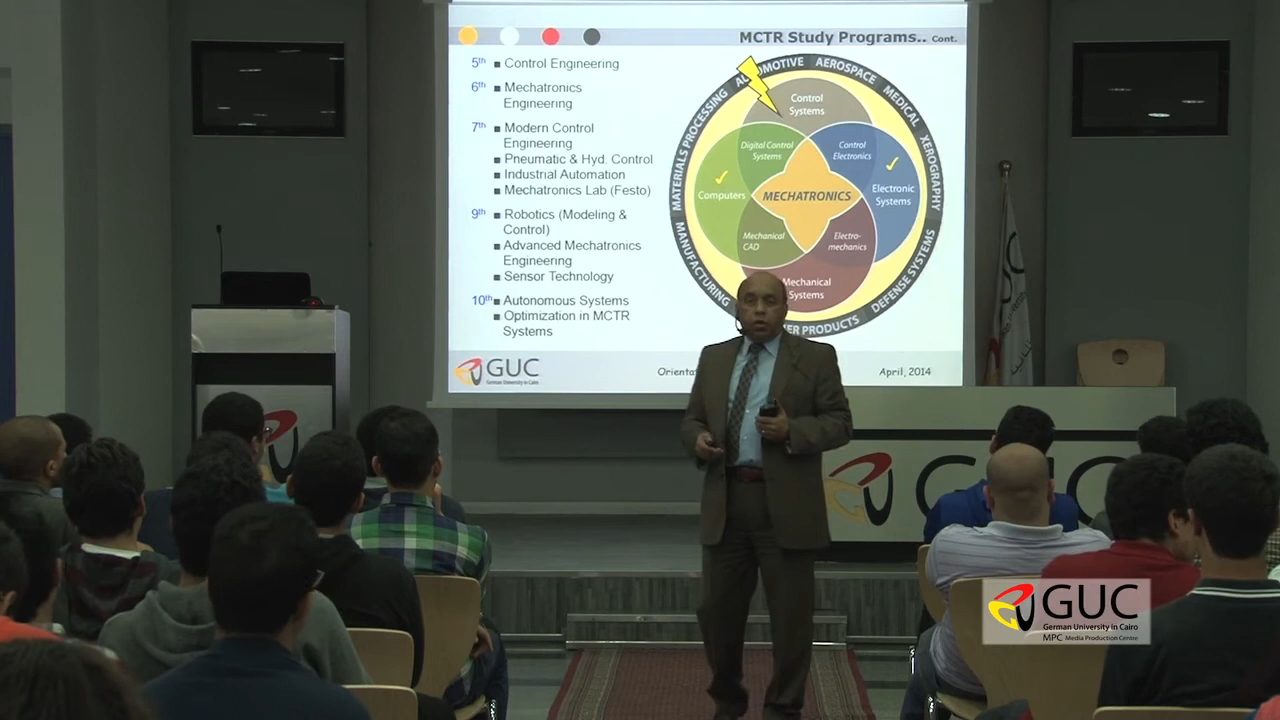 MCTR Study Programs.. Cont.
5th ■ Control Engineering
6th ■ Mechatronics
Engineering
7th ■ Modern Control
Engineering
■ Pneumatic & Hyd. Control
■ Industrial Automation
■ Mechatronics Lab (Festo)
9th ■ Robotics (Modeling &
Control)
■ Advanced Mechatronics
Engineering
■ Sensor Technology
10th ■ Autonomous Systems
■ Optimization in MCTR
Systems
MATERIALS PROCESSING
AEROSPACE
MEDICAL
XEROGRAPHY
DEFENSE SYSTEMS
PRODUCTS
MANUFACTURING
Control
Systems
Digital Control
Systems
Control
Electronics
✓
✓
Computers
MECHATRONICS
Electronic
Systems
Mechanical
CAD
Electro-
mechanics
Mechanical
Systems
GUC
German University in Cairo
April, 2014
GUC
GUC
German University in Cairo
MPC Media Production Centre